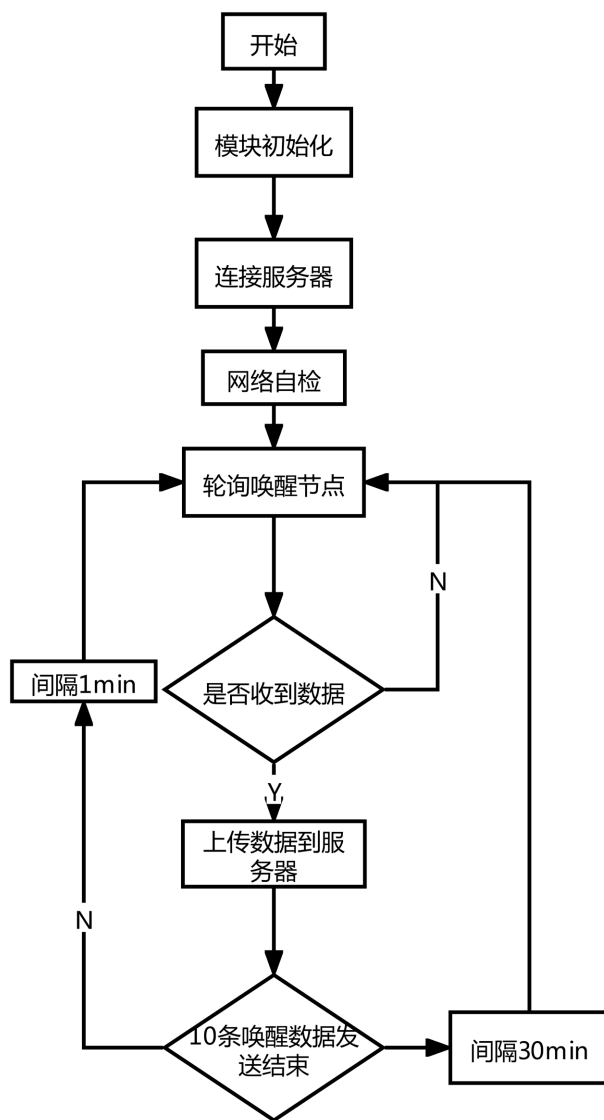 开始
模块初始化
连接服务器
网络自检
轮询唤醒节点
N
间隔1min
是否收到数据
Y
上传数据到服
务器
N
10条唤醒数据发
送结束
间隔30min